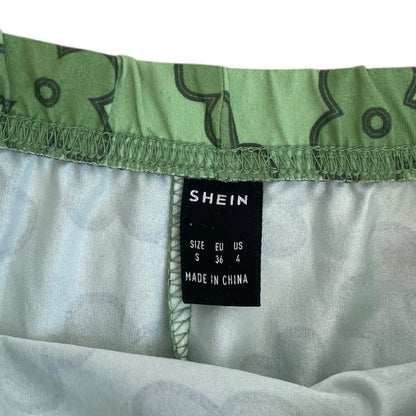 SHEIN
SIZE EU US
S 36 4
MADE IN CHINA